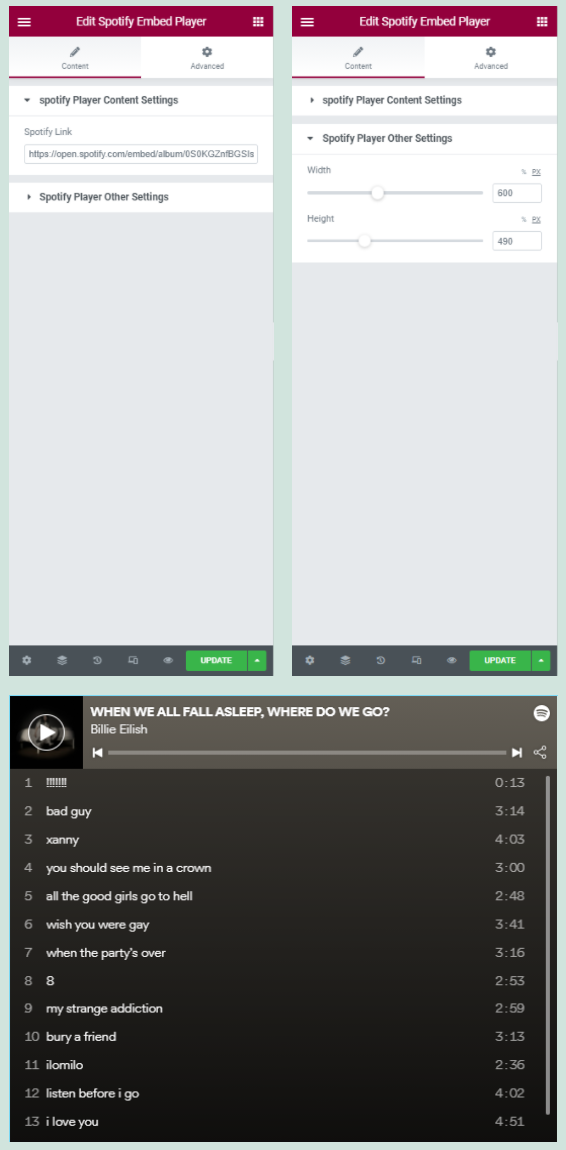 Edit Spotify Embed Player
Content
Advanced
spotify Player Content Settings
Spotify Link
https://open.spotify.com/embed/album/0S0KGZnfBGSIs
Spotify Player Other Settings
UPDATE
Edit Spotify Embed Player
Content
Advanced
spotify Player Content Settings
Spotify Player Other Settings
Width
% PX
600
Height
% PX
490
UPDATE
WHEN WE ALL FALL ASLEEP, WHERE DO WE GO?
Billie Eilish
1 !!!!!!! 0:13
2 bad guy 3:14
3 xanny 4:03
4 you should see me in a crown 3:00
5 all the good girls go to hell 2:48
6 wish you were gay 3:41
7 when the party's over 3:16
8 8 2:53
9 my strange addiction 2:59
10 bury a friend 3:13
11 ilomilo 2:36
12 listen before i go 4:02
13 i love you 4:51